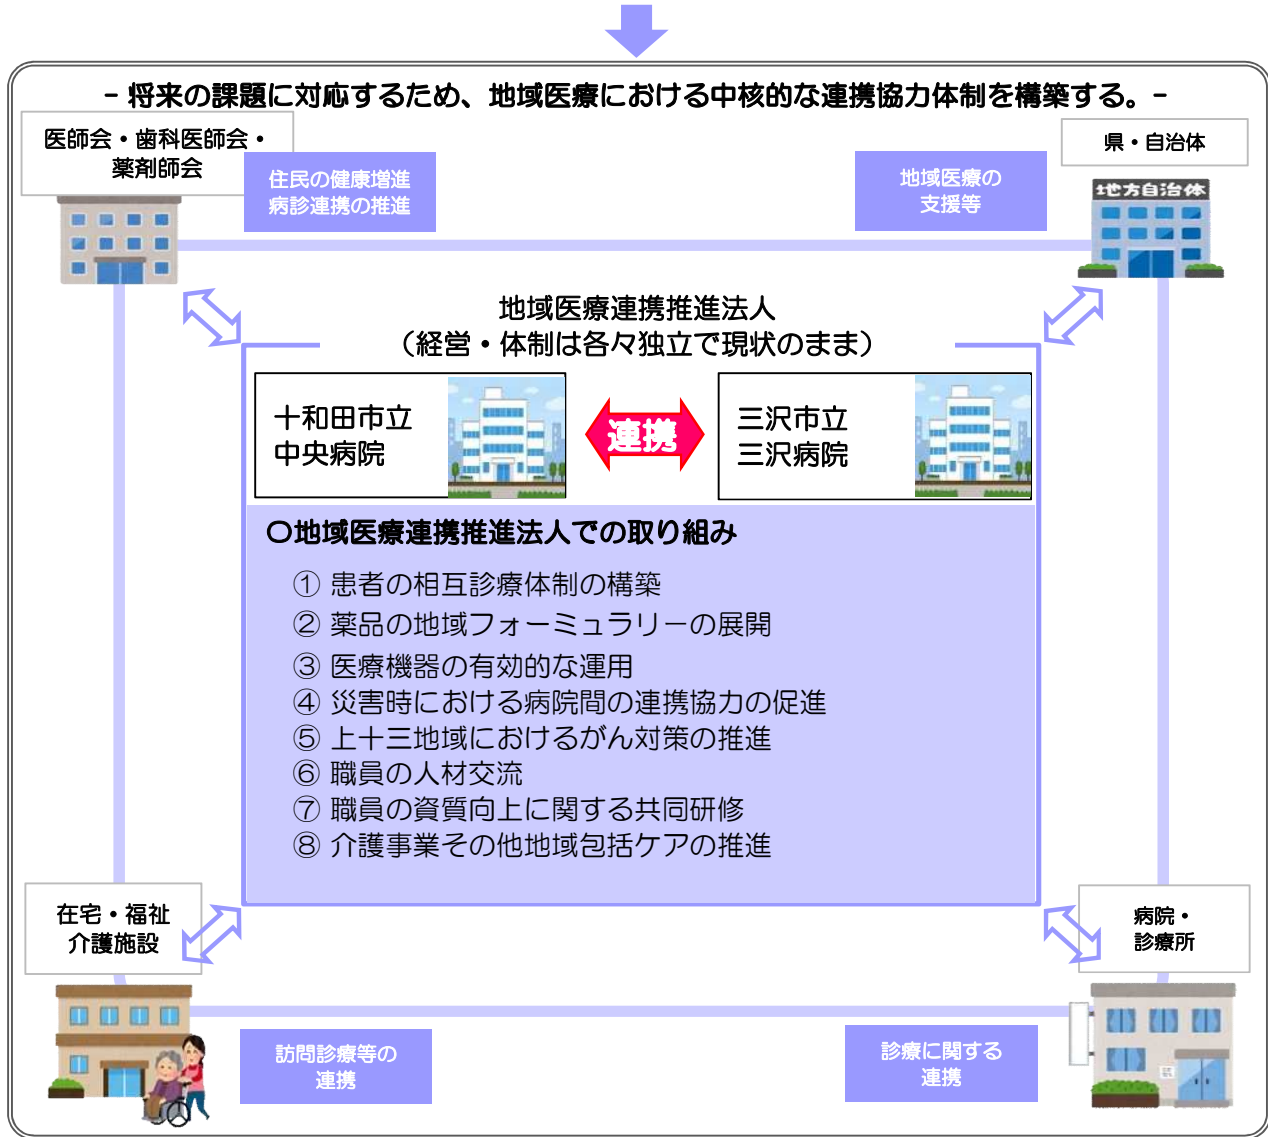 - 将来の課題に対応するため、地域医療における中核的な連携協力体制を構築する。-
医師会・歯科医師会・
薬剤師会
住民の健康増進
病診連携の推進
地域医療の
支援等
県・自治体
地方自治体
地域医療連携推進法人
（経営・体制は各々独立で現状のまま）
十和田市立
中央病院
連携
三沢市立
三沢病院
〇地域医療連携推進法人での取り組み
① 患者の相互診療体制の構築
② 薬品の地域フォーミュラリーの展開
③ 医療機器の有効的な運用
④ 災害時における病院間の連携協力の促進
⑤ 上十三地域におけるがん対策の推進
⑥ 職員の人材交流
⑦ 職員の資質向上に関する共同研修
⑧ 介護事業その他地域包括ケアの推進
在宅・福祉
介護施設
病院・
診療所
訪問診療等の
連携
診療に関する
連携